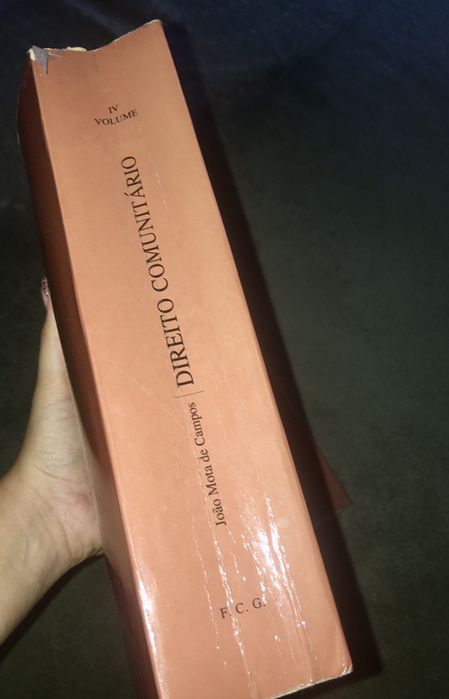 IV
VOLUME
João Mota de Campos | DIREITO COMUNITÁRIO
F. C. G.